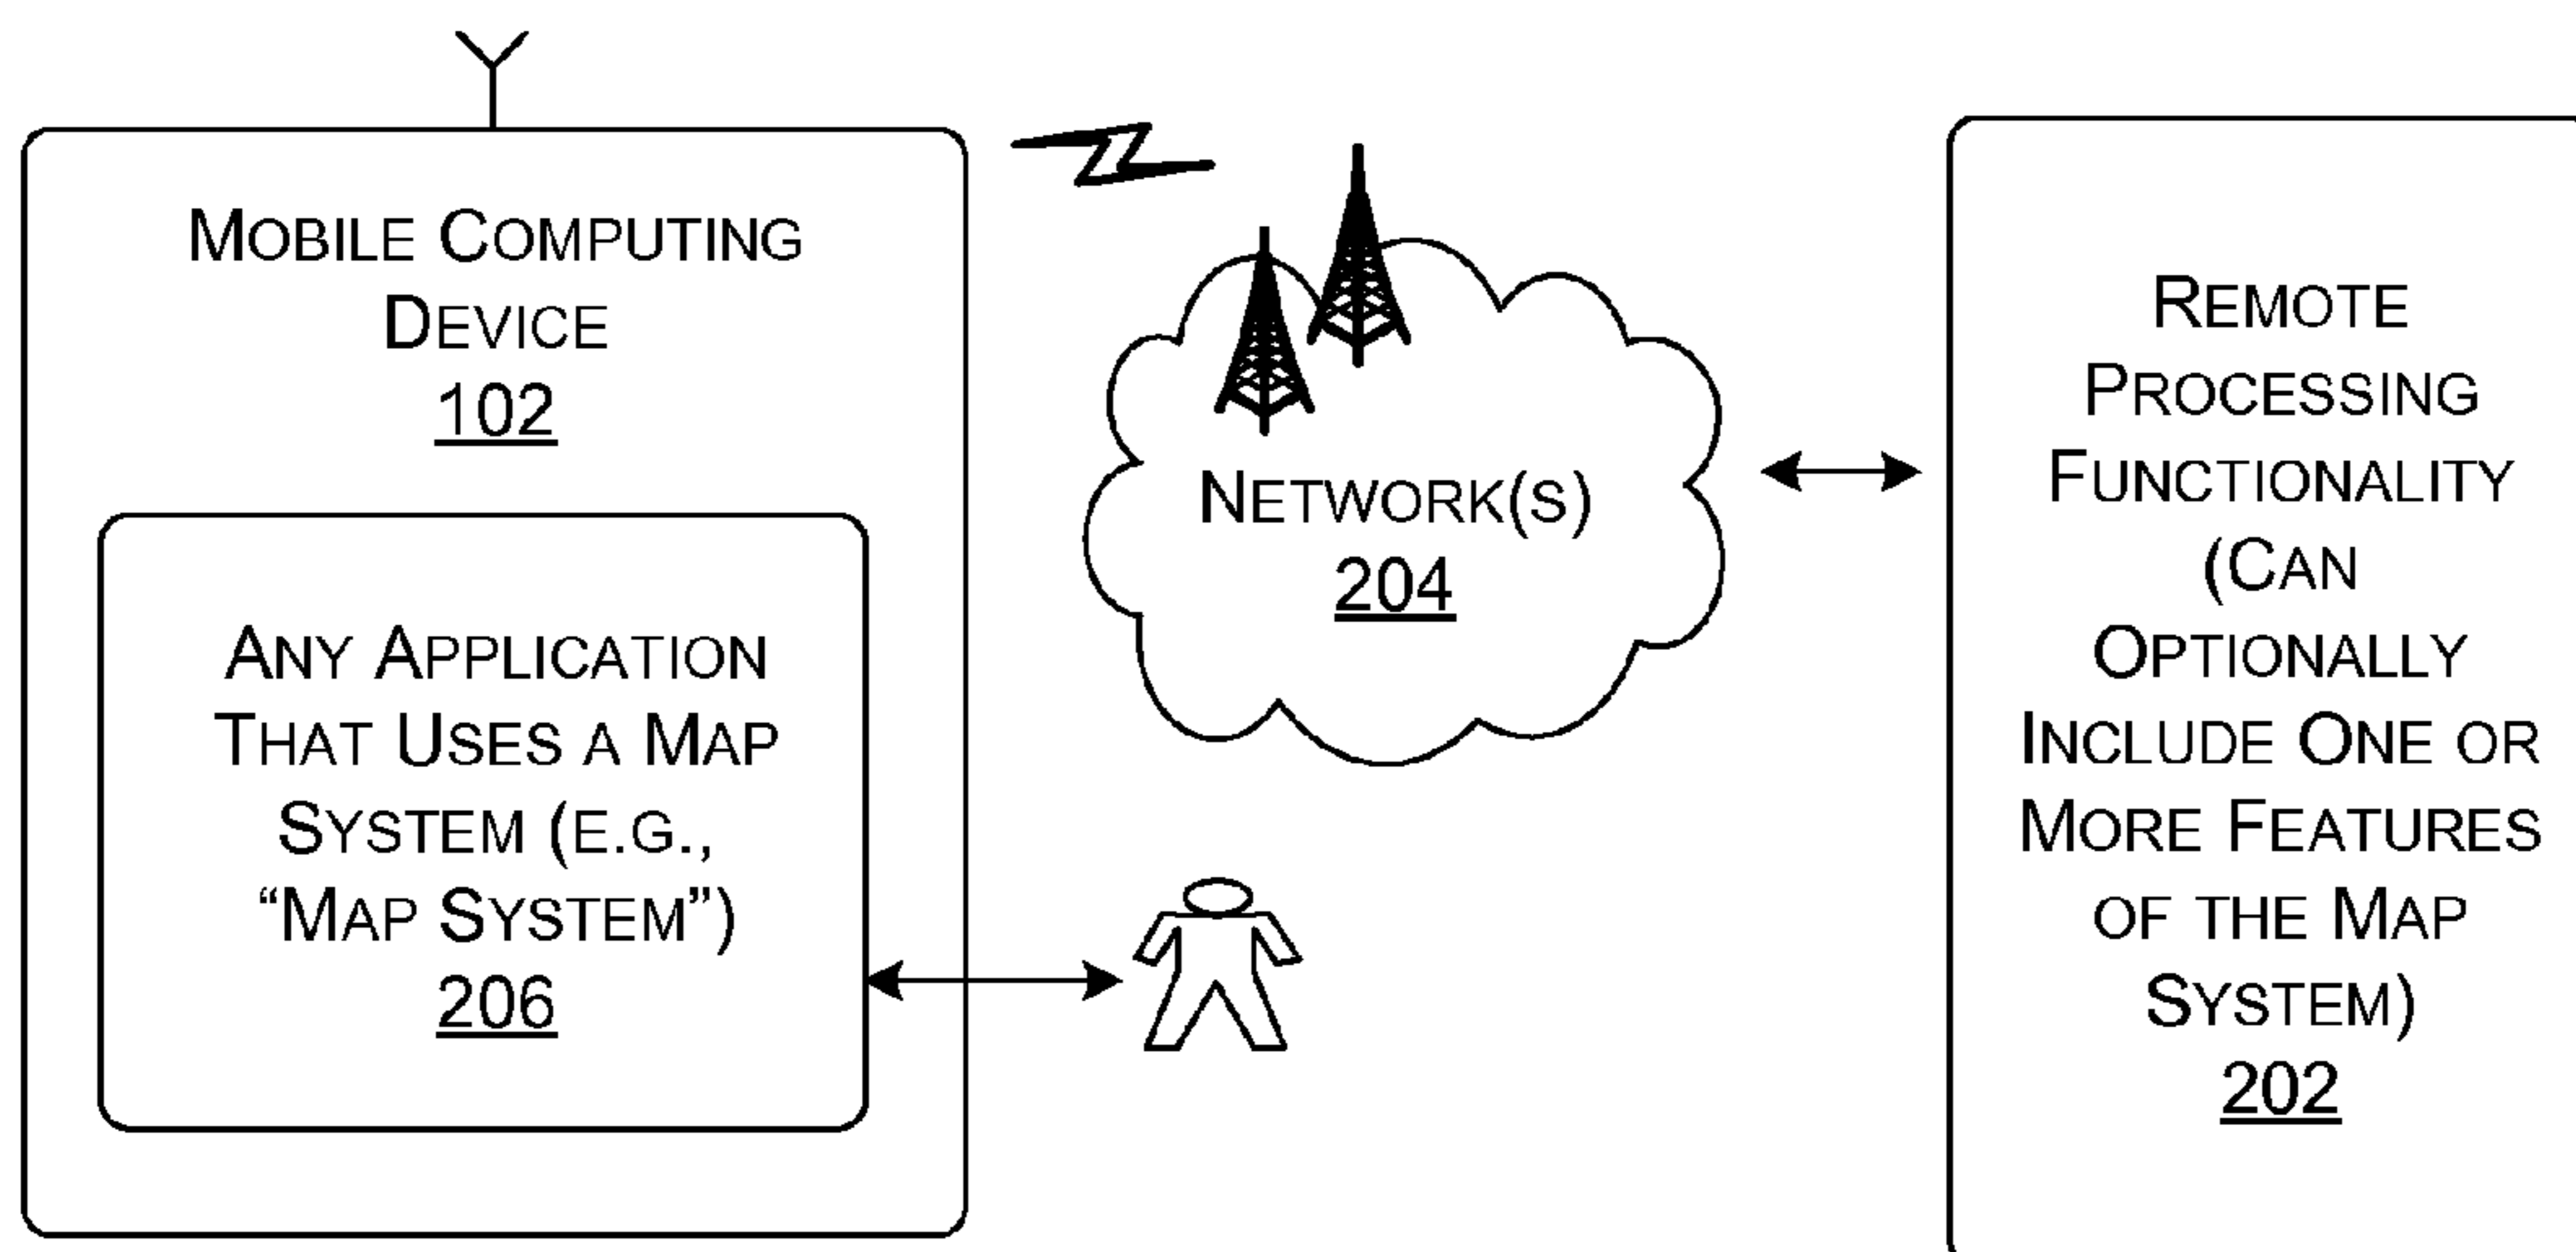 MOBILE COMPUTING
DEVICE
102
ANY APPLICATION
THAT USES A MAP
SYSTEM (E.G.,
“MAP SYSTEM”)
206
NETWORK(S)
204
REMOTE
PROCESSING
FUNCTIONALITY
(CAN
OPTIONALLY
INCLUDE ONE OR
MORE FEATURES
OF THE MAP
SYSTEM)
202